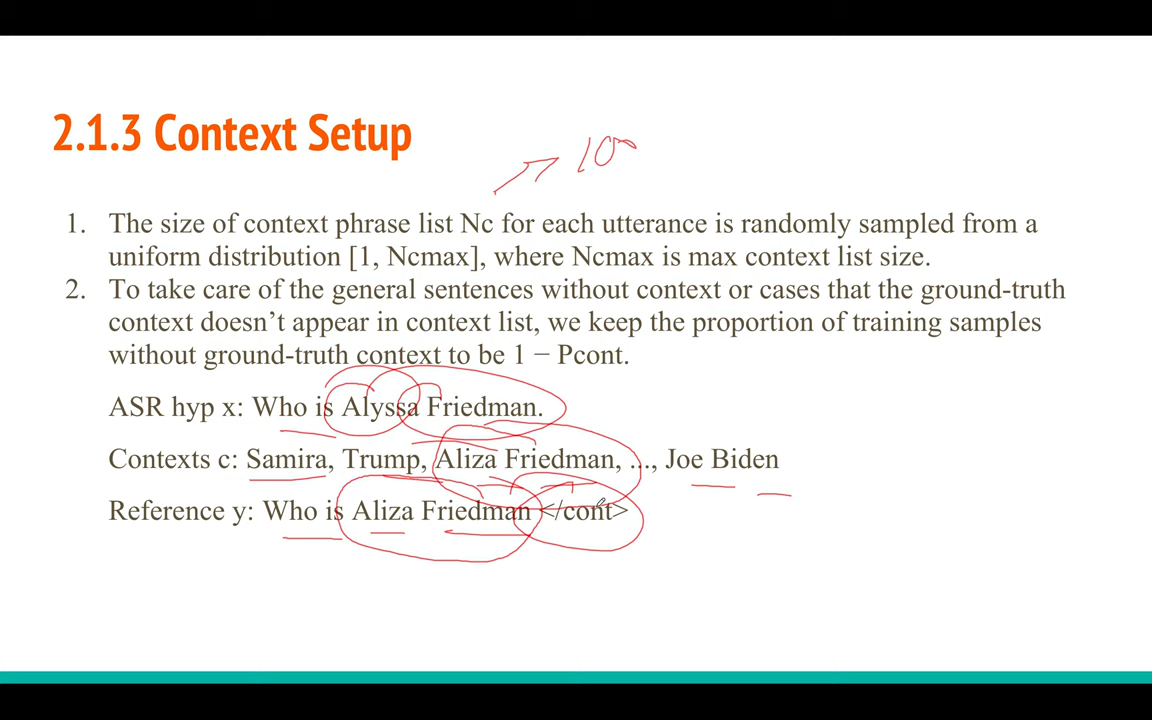 2.1.3 Context Setup
100
1. The size of context phrase list Nc for each utterance is randomly sampled from a
uniform distribution [1, Ncmax], where Ncmax is max context list size.
2. To take care of the general sentences without context or cases that the ground-truth
context doesn’t appear in context list, we keep the proportion of training samples
without ground-truth context to be 1 − Pcont.
ASR hyp x: Who is Alyssa Friedman.
Contexts c: Samira, Trump, Aliza Friedman, ..., Joe Biden
Reference y: Who is Aliza Friedman </cont>